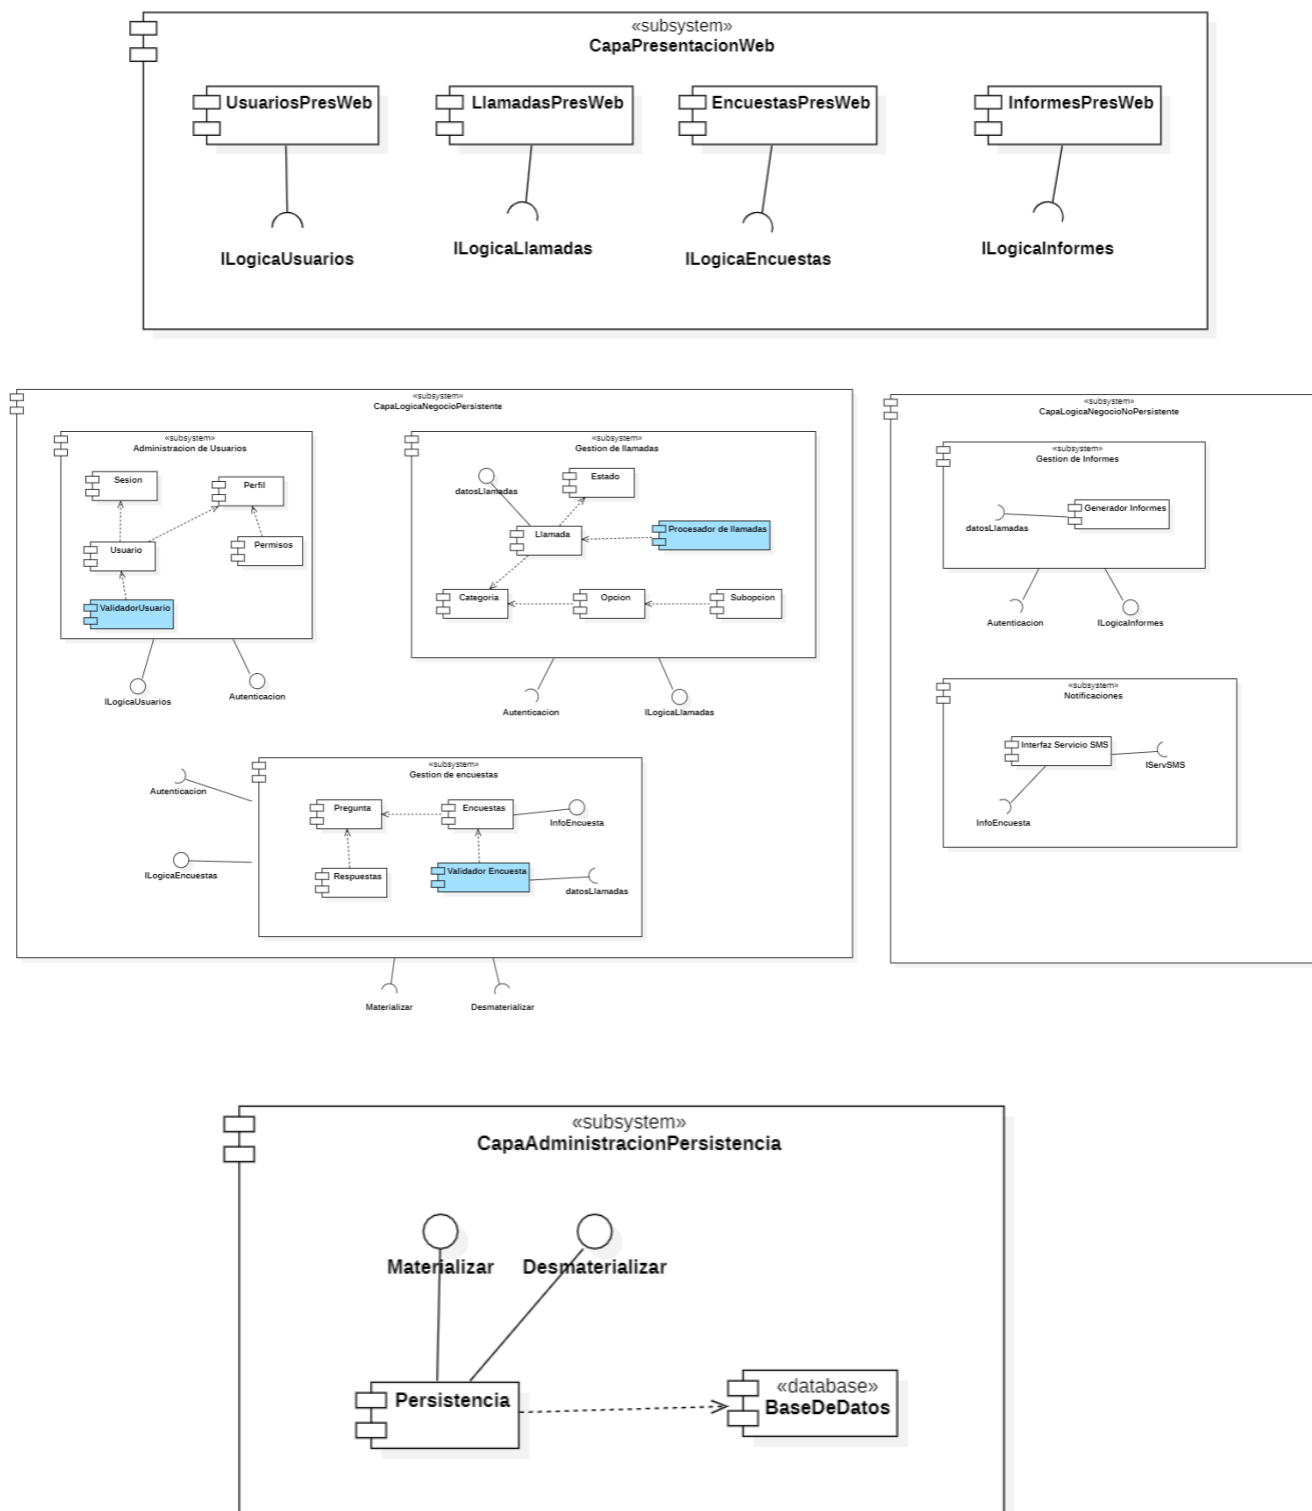 «subsystem»
CapaPresentacionWeb
UsuariosPresWeb
LlamadasPresWeb
EncuestasPresWeb
InformesPresWeb
ILogicaUsuarios
ILogicaLlamadas
ILogicaEncuestas
ILogicaInformes
«subsystem»
CapaLogicaNegocioPersistente
«subsystem»
Administracion de Usuarios
Sesion
Perfil
Usuario
Permisos
ValidadorUsuario
ILogicaUsuarios
Autenticacion
«subsystem»
Gestion de llamadas
datosLlamadas
Estado
Llamada
Procesador de llamadas
Categoria
Opcion
Subopcion
Autenticacion
ILogicaLlamadas
«subsystem»
Gestion de encuestas
Autenticacion
ILogicaEncuestas
Pregunta
Encuestas
InfoEncuesta
Respuestas
Validador Encuesta
datosLlamadas
Materializar
Desmaterializar
«subsystem»
CapaLogicaNegocioNoPersistente
«subsystem»
Gestion de Informes
datosLlamadas
Generador Informes
Autenticacion
ILogicaInformes
«subsystem»
Notificaciones
Interfaz Servicio SMS
IServSMS
InfoEncuesta
«subsystem»
CapaAdministracionPersistencia
Materializar
Desmaterializar
Persistencia
«database»
BaseDeDatos